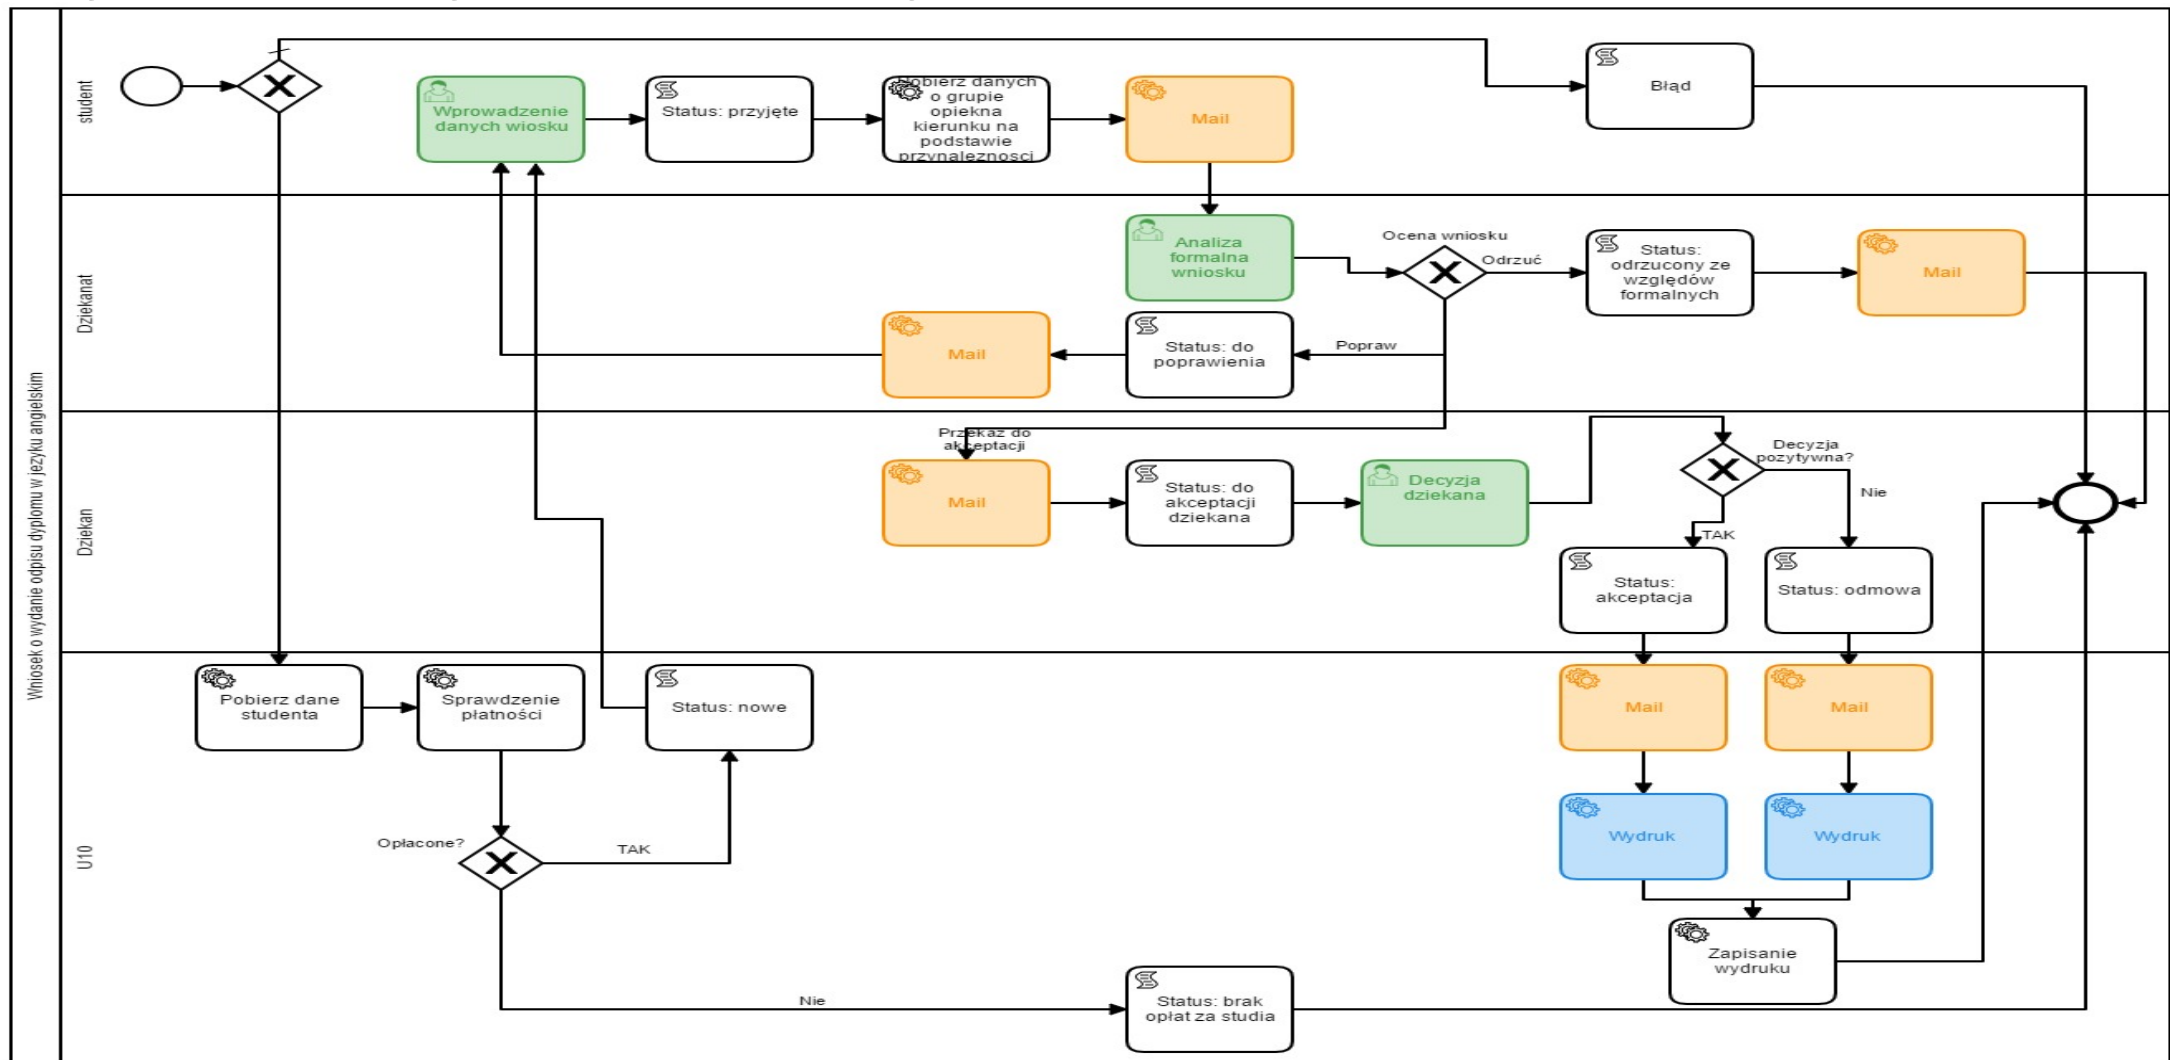 Wniosek o wydanie odpisu dyplomu w jezyku angielskim
student
Wprowadzenie
danych wiosku
Status: przyjęte
Pobierz danych
o grupie
opiekna
kierunku na
podstawie
przynaleznosci
Mail
Błąd
Dziekanat
Analiza
formalna
wniosku
Ocena wniosku
Odrzuć
Status:
odrzucony ze
względów
formalnych
Mail
Mail
Status: do
poprawienia
Popraw
Dziekan
Przekaz do
akceptacji
Mail
Status: do
akceptacji
dziekana
Decyzja
dziekana
Decyzja
pozytywna?
Nie
TAK
Status:
akceptacja
Status: odmowa
U10
Pobierz dane
studenta
Sprawdzenie
płatności
Status: nowe
Mail
Mail
Opłacone?
TAK
Wydruk
Wydruk
Zapisanie
wydruku
Nie
Status: brak
opłat za studia